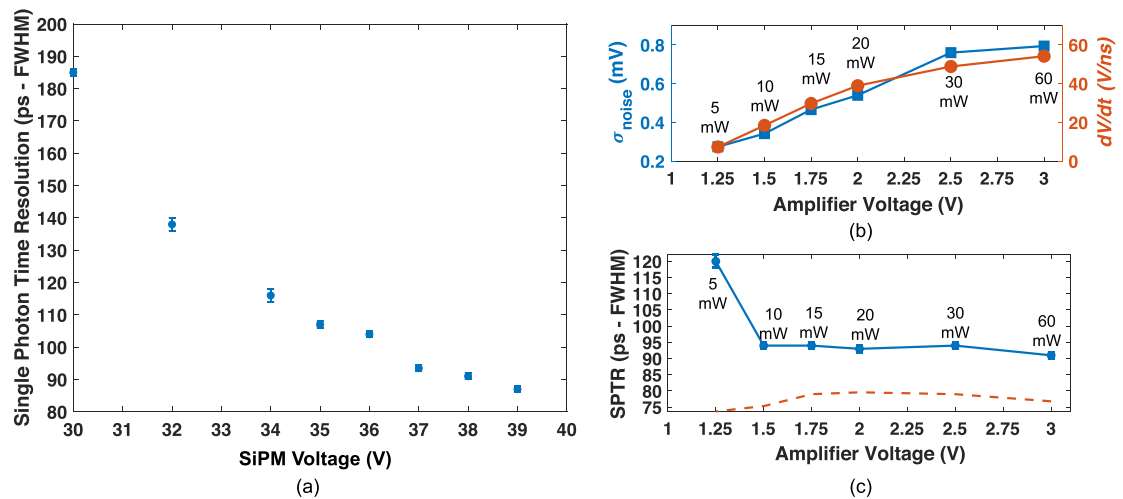 200
190
180
170
160
150
140
130
120
110
100
90
80
Single Photon Time Resolution (ps - FWHM)
30 31 32 33 34 35 36 37 38 39 40
SiPM Voltage (V)
(a)
0.8
0.6
0.4
0.2
σnoise (mV)
60
40
20
0
dV/dt (V/ns)
5
mW
10
mW
15
mW
20
mW
30
mW
60
mW
1 1.25 1.5 1.75 2 2.25 2.5 2.75 3
Amplifier Voltage (V)
(b)
120
115
110
105
100
95
90
85
80
75
SPTR (ps - FWHM)
5
mW
10
mW
15
mW
20
mW
30
mW
60
mW
1 1.25 1.5 1.75 2 2.25 2.5 2.75 3
Amplifier Voltage (V)
(c)